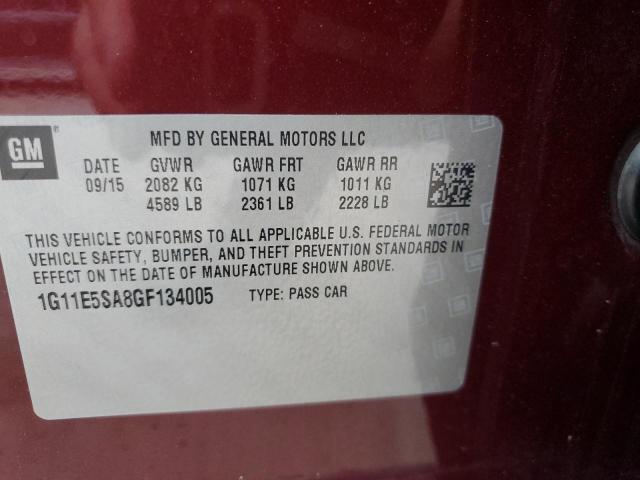 GM
MFD BY GENERAL MOTORS LLC
DATE GVWR GAWR FRT GAWR RR
09/15 2082 KG 1071 KG 1011 KG
4589 LB 2361 LB 2228 LB
THIS VEHICLE CONFORMS TO ALL APPLICABLE U.S. FEDERAL MOTOR
VEHICLE SAFETY, BUMPER, AND THEFT PREVENTION STANDARDS IN
EFFECT ON THE DATE OF MANUFACTURE SHOWN ABOVE.
1G11E5SA8GF134005 TYPE: PASS CAR